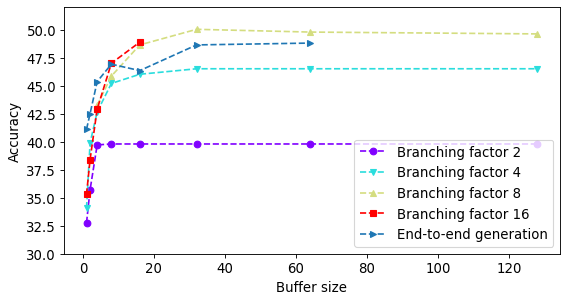 50.0
47.5
45.0
42.5
40.0
37.5
35.0
32.5
30.0
Accuracy
Branching factor 2
Branching factor 4
Branching factor 8
Branching factor 16
End-to-end generation
0 20 40 60 80 100 120
Buffer size